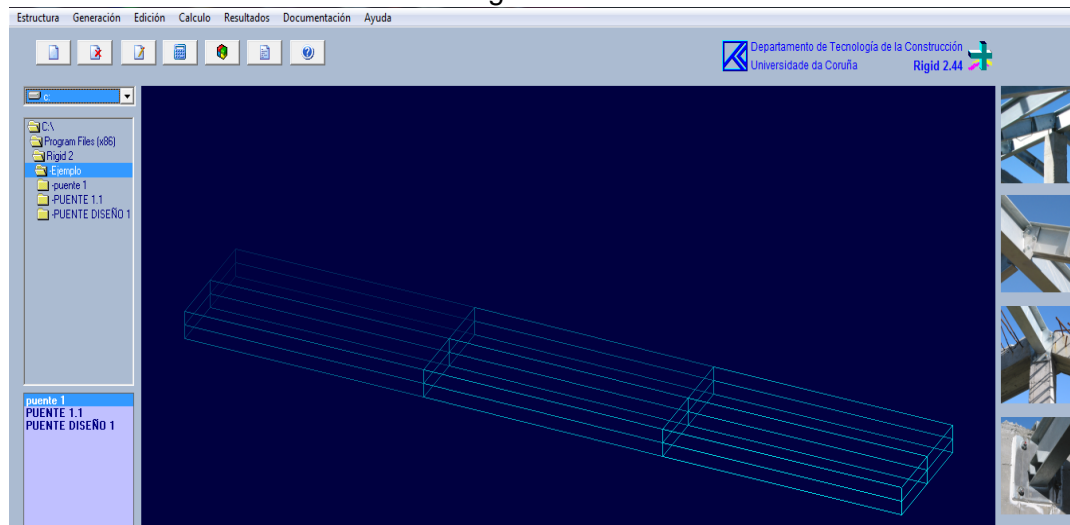 Estructura Generación Edición Calculo Resultados Documentación Ayuda
Departamento de Tecnología de la Construcción
Universidade da Coruña Rigid 2.44
c:
C:\
Program Files (x86)
Rigid 2
-Ejemplo
-puente 1
-PUENTE 1.1
-PUENTE DISEÑO 1
puente 1
PUENTE 1.1
PUENTE DISEÑO 1